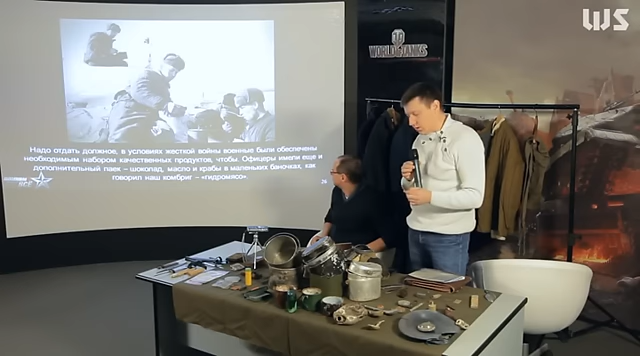 WS
WORLD OF TANKS
Надо отдать должное, в условиях жесткой войны военные были обеспечены
необходимым набором качественных продуктов, чтобы. Офицеры имели еще и
дополнительный паек – шоколад, масло и крабы в маленьких баночках, как
говорил наш комбриг – «гидромясо».